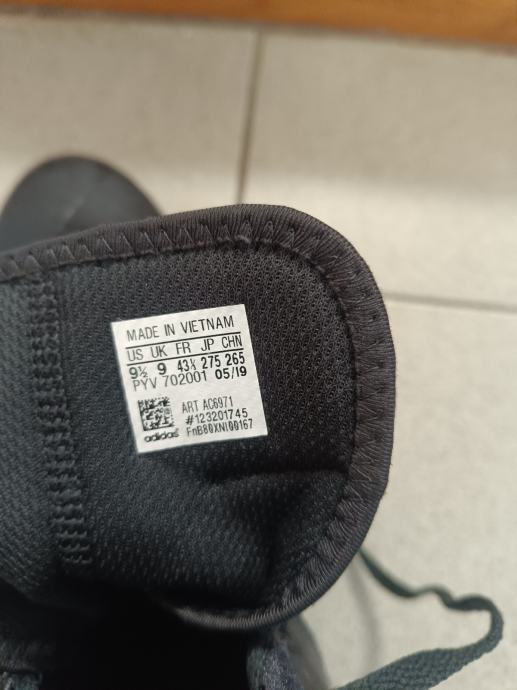 MADE IN VIETNAM
US UK FR JP CHN
9½ 9 43⅓ 275 265
PYV 702001 05/19
ART AC6971
#123201745
adidas FnB80XNI00167